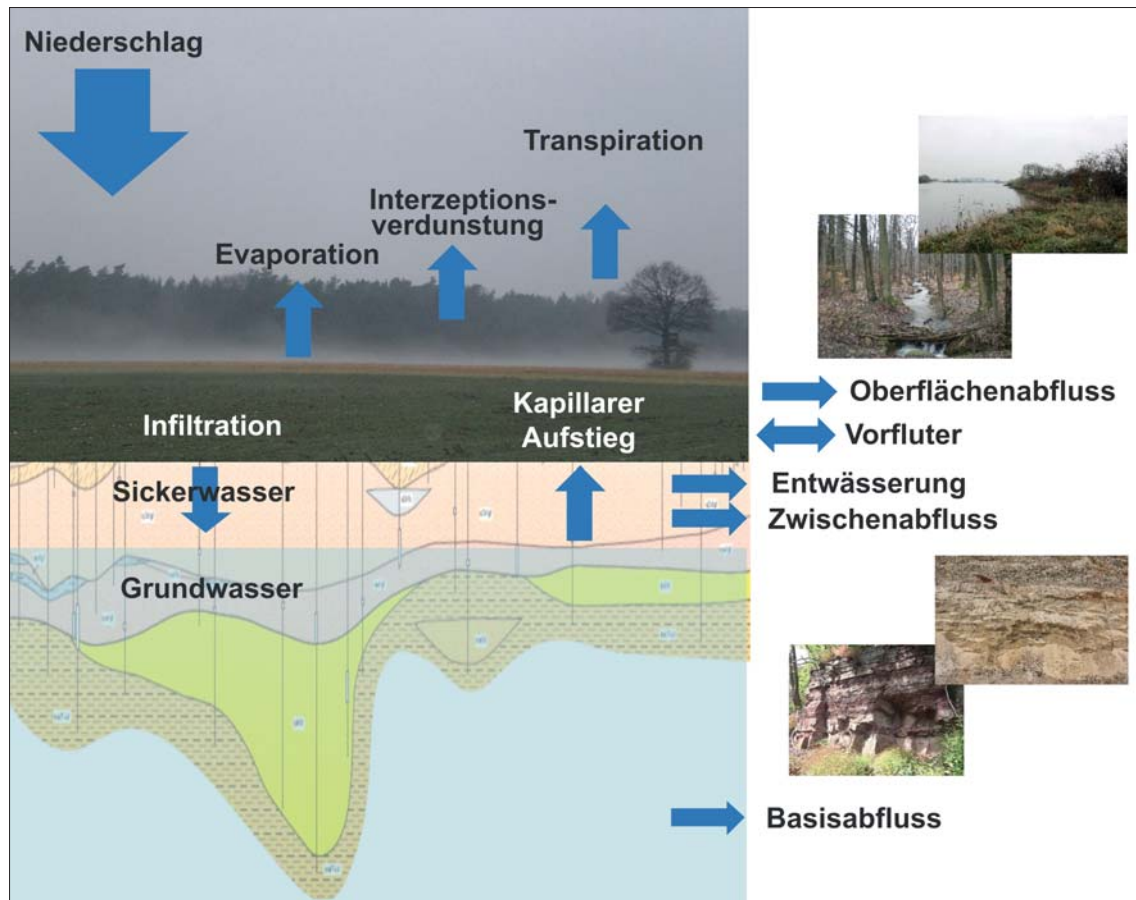 Niederschlag
Transpiration
Interzeptions-
verdunstung
Evaporation
Infiltration
Kapillarer
Aufstieg
Oberflächenabfluss
Vorfluter
Sickerwasser
Entwässerung
Zwischenabfluss
Grundwasser
Basisabfluss